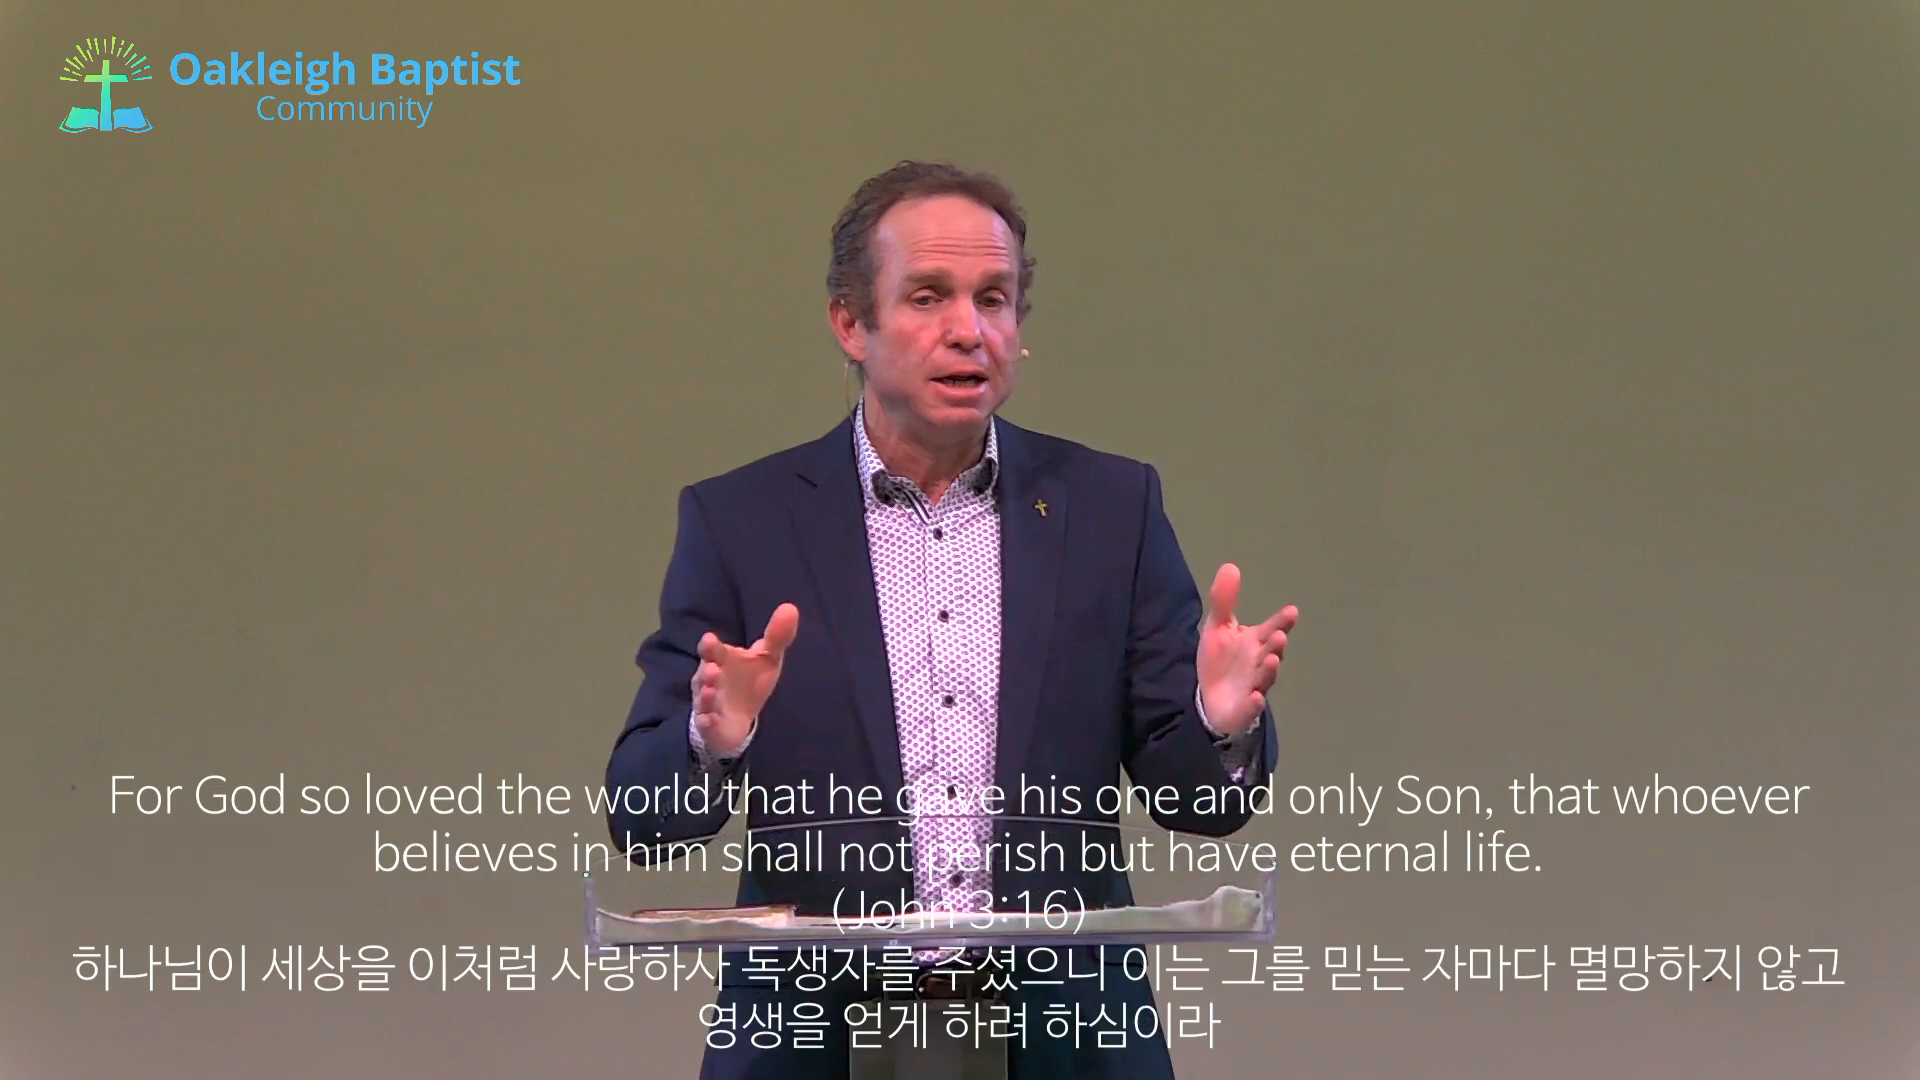 Oakleigh Baptist
Community
For God so loved the world that he gave his one and only Son, that whoever
believes in him shall not perish but have eternal life.
(John 3:16)
하나님이 세상을 이처럼 사랑하사 독생자를 주셨으니 이는 그를 믿는 자마다 멸망하지 않고
영생을 얻게 하려 하심이라